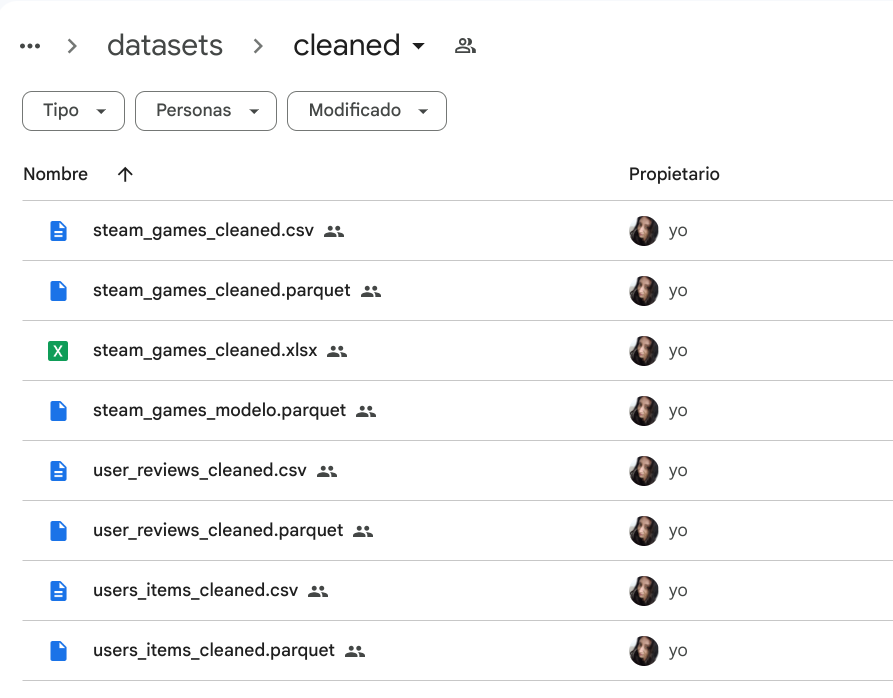 ... > datasets > cleaned
Tipo Personas Modificado
Nombre Propietario
steam_games_cleaned.csv yo
steam_games_cleaned.parquet yo
X steam_games_cleaned.xlsx yo
steam_games_modelo.parquet yo
user_reviews_cleaned.csv yo
user_reviews_cleaned.parquet yo
users_items_cleaned.csv yo
users_items_cleaned.parquet yo